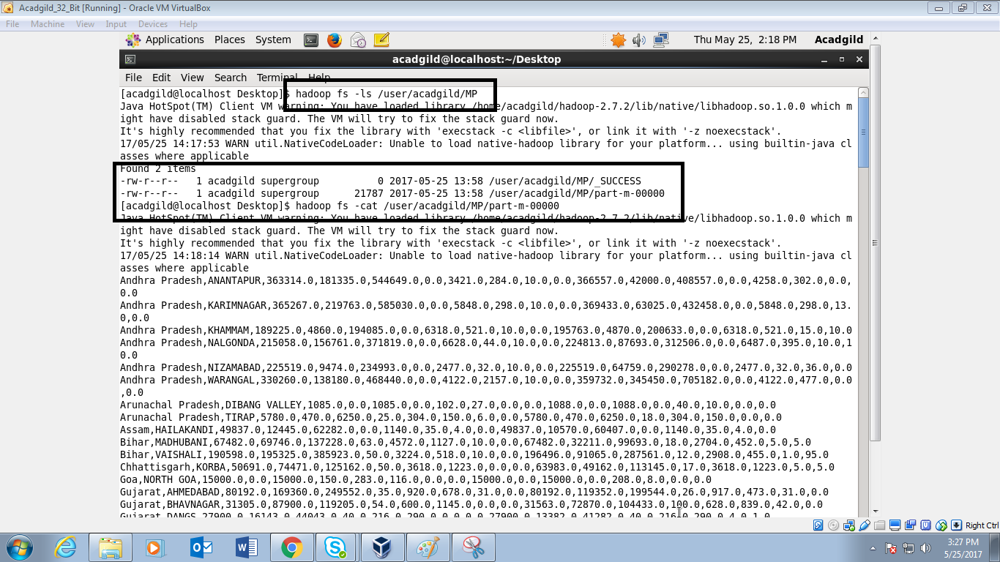 Acadgild_32_Bit [Running] - Oracle VM VirtualBox
File Machine View Input Devices Help
Applications Places System Thu May 25, 2:18 PM Acadgild
acadgild@localhost:~/Desktop
File Edit View Search Terminal Help
[acadgild@localhost Desktop]$ hadoop fs -ls /user/acadgild/MP
Java HotSpot(TM) Client VM warning: You have loaded library /home/acadgild/hadoop-2.7.2/lib/native/libhadoop.so.1.0.0 which m
ight have disabled stack guard. The VM will try to fix the stack guard now.
It's highly recommended that you fix the library with 'execstack -c <libfile>', or link it with '-z noexecstack'.
17/05/25 14:17:53 WARN util.NativeCodeLoader: Unable to load native-hadoop library for your platform... using builtin-java cl
asses where applicable
Found 2 items
-rw-r--r--   1 acadgild supergroup          0 2017-05-25 13:58 /user/acadgild/MP/_SUCCESS
-rw-r--r--   1 acadgild supergroup      21787 2017-05-25 13:58 /user/acadgild/MP/part-m-00000
[acadgild@localhost Desktop]$ hadoop fs -cat /user/acadgild/MP/part-m-00000
Java HotSpot(TM) Client VM warning: You have loaded library /home/acadgild/hadoop-2.7.2/lib/native/libhadoop.so.1.0.0 which m
ight have disabled stack guard. The VM will try to fix the stack guard now.
It's highly recommended that you fix the library with 'execstack -c <libfile>', or link it with '-z noexecstack'.
17/05/25 14:18:14 WARN util.NativeCodeLoader: Unable to load native-hadoop library for your platform... using builtin-java cl
asses where applicable
Andhra Pradesh,ANANTAPUR,363314.0,181335.0,544649.0,0.0,3421.0,284.0,10.0,0.0,366557.0,42000.0,408557.0,0.0,4258.0,302.0,0.0,
0.0
Andhra Pradesh,KARIMNAGAR,365267.0,219763.0,585030.0,0.0,5848.0,298.0,10.0,0.0,369433.0,63025.0,432458.0,0.0,5848.0,298.0,13.
0,0.0
Andhra Pradesh,KHAMMAM,189225.0,4860.0,194085.0,0.0,6318.0,521.0,10.0,0.0,195763.0,4870.0,200633.0,0.0,6318.0,521.0,15.0,10.0
Andhra Pradesh,NALGONDA,215058.0,156761.0,371819.0,0.0,6628.0,44.0,10.0,0.0,224813.0,87693.0,312506.0,0.0,6487.0,395.0,10.0,1
0.0
Andhra Pradesh,NIZAMABAD,225519.0,9474.0,234993.0,0.0,2477.0,32.0,10.0,0.0,225519.0,64759.0,290278.0,0.0,2477.0,32.0,36.0,0.0
Andhra Pradesh,WARANGAL,330260.0,138180.0,468440.0,0.0,4122.0,2157.0,10.0,0.0,359732.0,345450.0,705182.0,0.0,4122.0,477.0,0.0
,0.0
Arunachal Pradesh,DIBANG VALLEY,1085.0,0.0,1085.0,0.0,102.0,27.0,0.0,0.0,1088.0,0.0,1088.0,0.0,40.0,10.0,0.0,0.0
Arunachal Pradesh,TIRAP,5780.0,470.0,6250.0,25.0,304.0,150.0,6.0,0.0,5780.0,470.0,6250.0,18.0,304.0,150.0,0.0,0.0
Assam,HAILAKANDI,49837.0,12445.0,62282.0,0.0,1140.0,35.0,4.0,0.0,49837.0,10570.0,60407.0,0.0,1140.0,35.0,4.0,0.0
Bihar,MADHUBANI,67482.0,69746.0,137228.0,63.0,4572.0,1127.0,10.0,0.0,67482.0,32211.0,99693.0,18.0,2704.0,452.0,5.0,5.0
Bihar,VAISHALI,190598.0,195325.0,385923.0,50.0,3224.0,518.0,10.0,0.0,196496.0,91065.0,287561.0,12.0,2908.0,455.0,1.0,95.0
Chhattisgarh,KORBA,50691.0,74471.0,125162.0,50.0,3618.0,1223.0,0.0,0.0,63983.0,49162.0,113145.0,17.0,3618.0,1223.0,5.0,5.0
Goa,NORTH GOA,15000.0,0.0,15000.0,150.0,283.0,116.0,0.0,0.0,15000.0,0.0,15000.0,0.0,208.0,8.0,0.0,0.0
Gujarat,AHMEDABAD,80192.0,169360.0,249552.0,35.0,920.0,678.0,31.0,0.0,80192.0,119352.0,199544.0,26.0,917.0,473.0,31.0,0.0
Gujarat,BHAVNAGAR,31305.0,87900.0,119205.0,54.0,600.0,1145.0,0.0,0.0,31563.0,72870.0,104433.0,100.0,628.0,839.0,42.0,0.0
Gujarat,DANGS,27900.0,16143.0,44043.0,40.0,216.0,290.0,0.0,0.0,27900.0,13382.0,41282.0,40.0,216.0,290.0,4.0,1.0
Right Ctrl
3:27 PM
5/25/2017